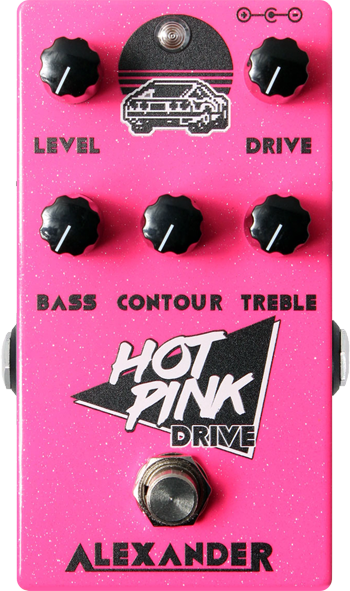 LEVEL DRIVE
BASS CONTOUR TREBLE
HOT
PINK
DRIVE
ALEXANDER